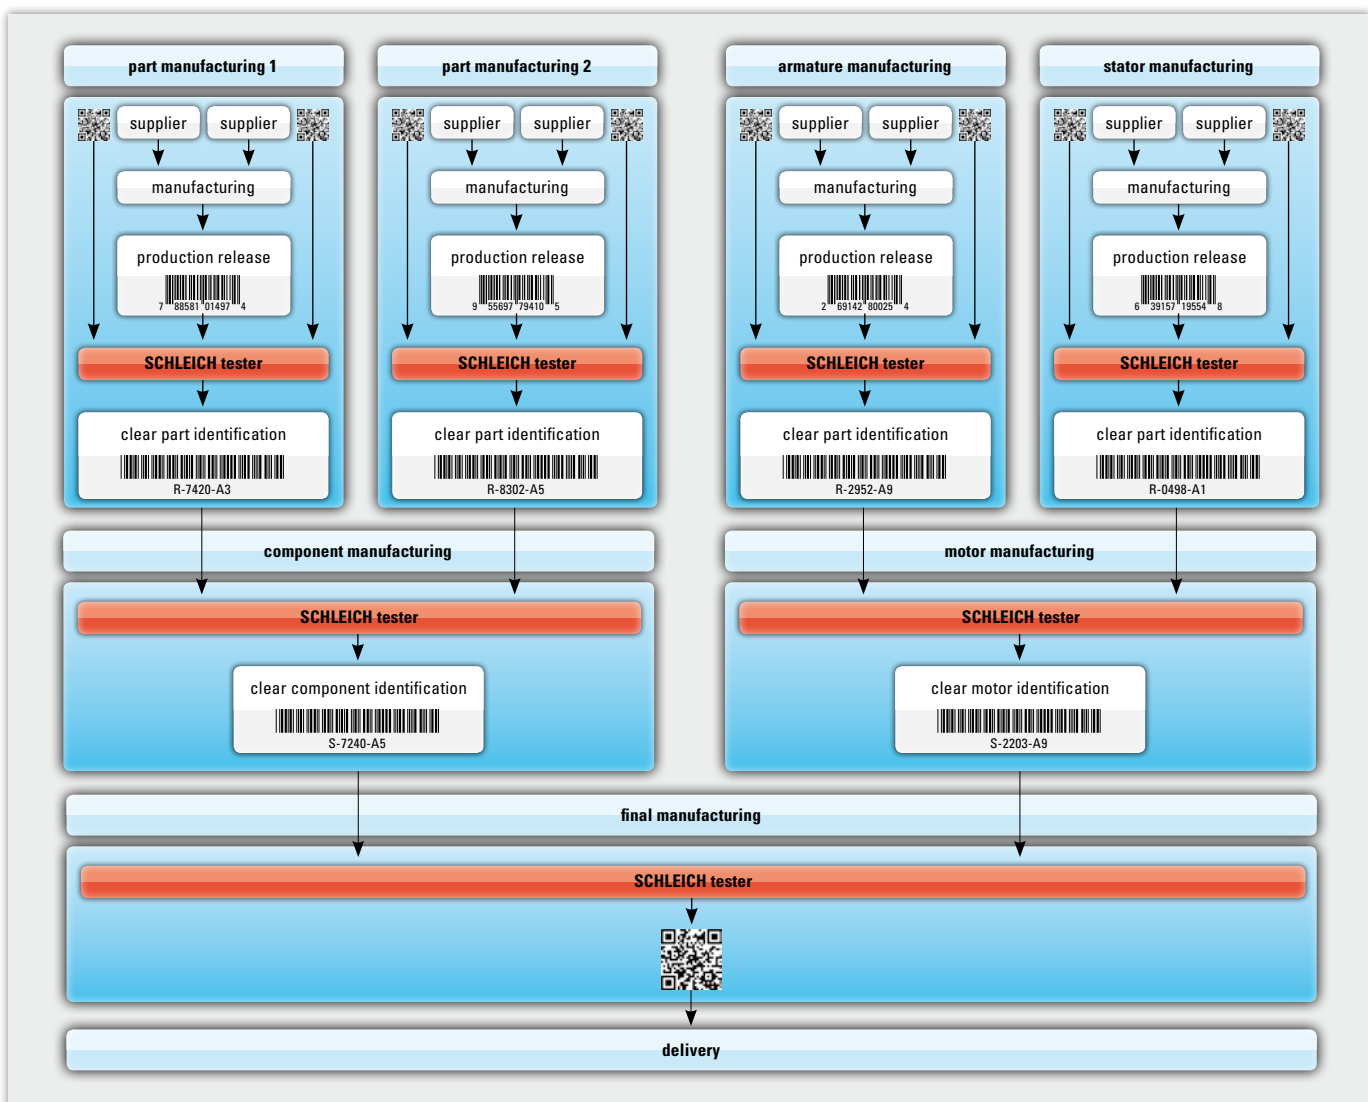 part manufacturing 1
part manufacturing 2
armature manufacturing
stator manufacturing
supplier supplier
supplier supplier
supplier supplier
supplier supplier
manufacturing
manufacturing
manufacturing
manufacturing
production release
production release
production release
production release
7 88581 01497 4
9 55697 79410 5
2 69142 80025 4
6 39157 19554 8
SCHLEICH tester
SCHLEICH tester
SCHLEICH tester
SCHLEICH tester
clear part identification
clear part identification
clear part identification
clear part identification
R-7420-A3
R-8302-A5
R-2952-A9
R-0498-A1
component manufacturing
motor manufacturing
SCHLEICH tester
SCHLEICH tester
clear component identification
clear motor identification
S-7240-A5
S-2203-A9
final manufacturing
SCHLEICH tester
delivery